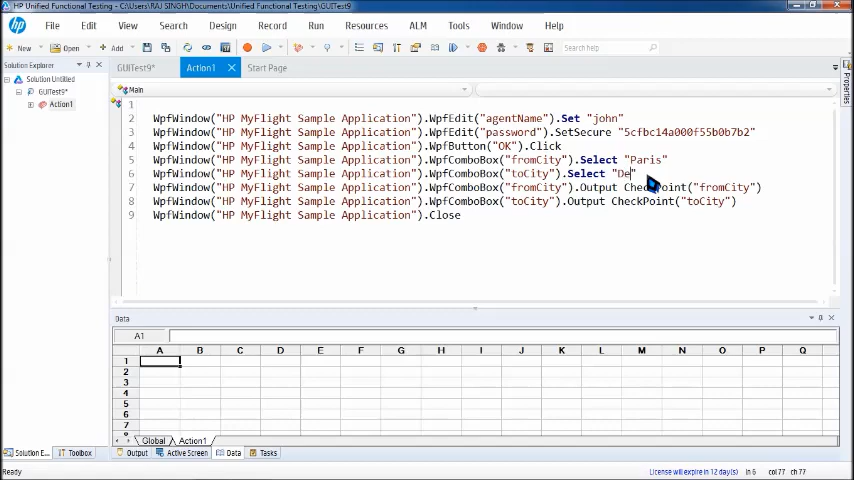 HP Unified Functional Testing - C:\Users\RAJ SINGH\Documents\Unified Functional Testing\GUITest9*
hp File Edit View Search Design Record Run Resources ALM Tools Window Help
New Open Add Search help
Solution Explorer GUITest9* Action1 Start Page
Solution Untitled
GUITest9*
Action1
Main
1
2 WpfWindow("HP MyFlight Sample Application").WpfEdit("agentName").Set "john"
3 WpfWindow("HP MyFlight Sample Application").WpfEdit("password").SetSecure "5cfbc14a000f55b0b7b2"
4 WpfWindow("HP MyFlight Sample Application").WpfButton("OK").Click
5 WpfWindow("HP MyFlight Sample Application").WpfComboBox("fromCity").Select "Paris"
6 WpfWindow("HP MyFlight Sample Application").WpfComboBox("toCity").Select "De"
7 WpfWindow("HP MyFlight Sample Application").WpfComboBox("fromCity").Output CheckPoint("fromCity")
8 WpfWindow("HP MyFlight Sample Application").WpfComboBox("toCity").Output CheckPoint("toCity")
9 WpfWindow("HP MyFlight Sample Application").Close
Properties
Data
A1
A B C D E F G H I J K L M N O P Q
1
2
3
4
5
6
7
Global Action1
Solution E... Toolbox Output Active Screen Data Tasks
Ready License will expire in 12 day(s) ln 6 col 77 ch 77